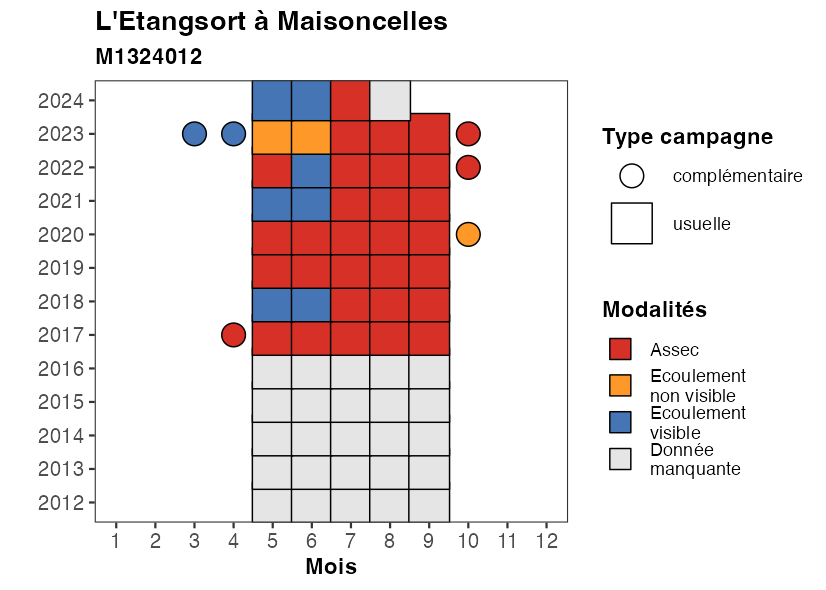 L'Etangsort à Maisoncelles
M1324012
2024
2023
2022
2021
2020
2019
2018
2017
2016
2015
2014
2013
2012
1 2 3 4 5 6 7 8 9 10 11 12
Mois
Type campagne
complémentaire
usuelle
Modalités
Assec
Ecoulement
non visible
Ecoulement
visible
Donnée
manquante